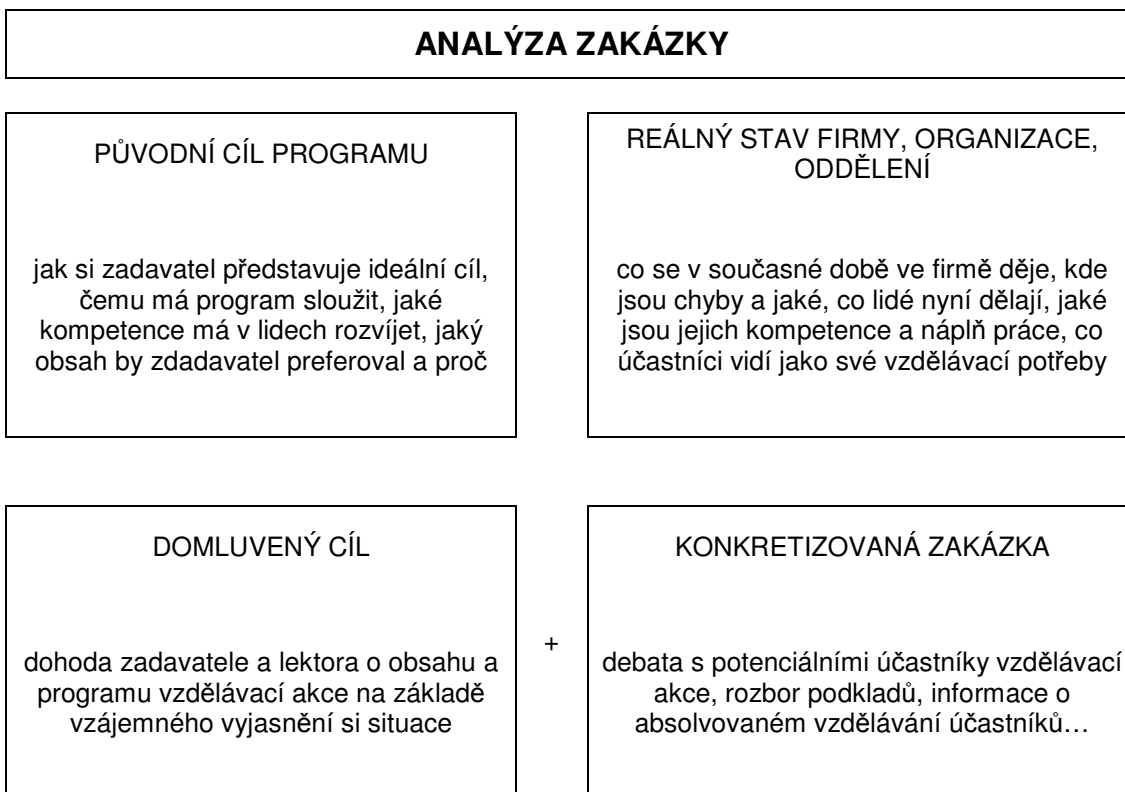 ANALÝZA ZAKÁZKY
PŮVODNÍ CÍL PROGRAMU
jak si zadavatel představuje ideální cíl,
čemu má program sloužit, jaké
kompetence má v lidech rozvíjet, jaký
obsah by zdadavatel preferoval a proč
REÁLNÝ STAV FIRMY, ORGANIZACE,
ODDĚLENÍ
co se v současné době ve firmě děje, kde
jsou chyby a jaké, co lidé nyní dělají, jaké
jsou jejich kompetence a náplň práce, co
účastníci vidí jako své vzdělávací potřeby
DOMLUVENÝ CÍL
dohoda zadavatele a lektora o obsahu a
programu vzdělávací akce na základě
vzájemného vyjasnění si situace
+
KONKRETIZOVANÁ ZAKÁZKA
debata s potenciálními účastníky vzdělávací
akce, rozbor podkladů, informace o
absolvovaném vzdělávání účastníků…